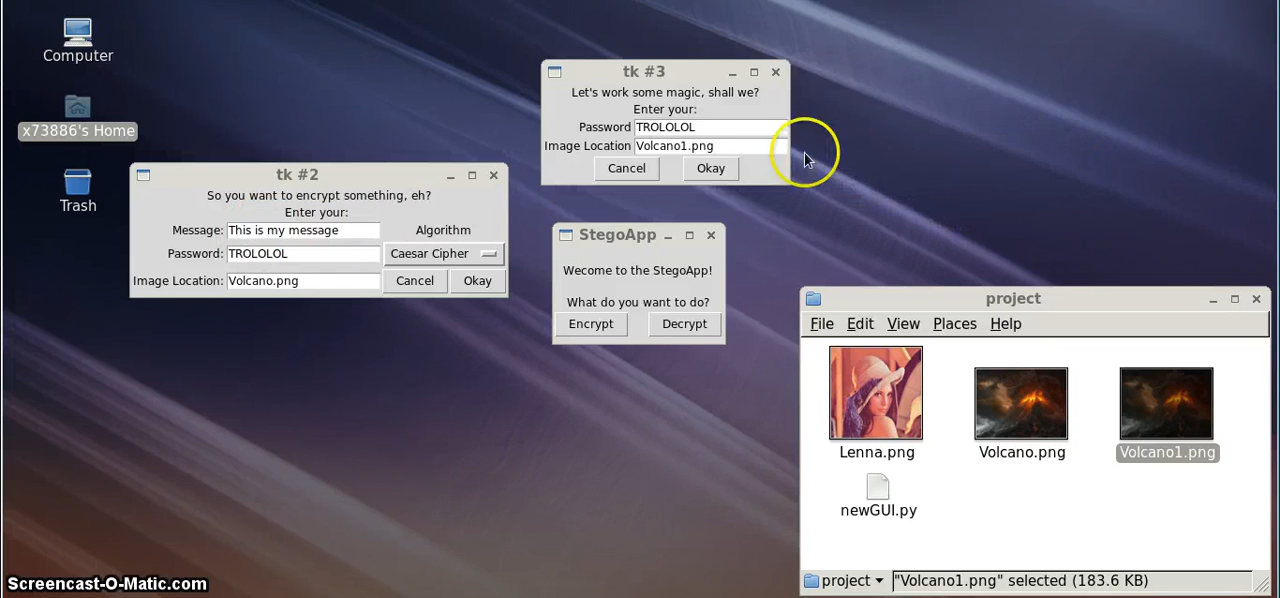 Computer
x73886's Home
Trash
tk #2
So you want to encrypt something, eh?
Enter your:
Message: This is my message Algorithm
Password: TROLOLOL Caesar Cipher
Image Location: Volcano.png Cancel Okay
tk #3
Let's work some magic, shall we?
Enter your:
Password TROLOLOL
Image Location Volcano1.png
Cancel Okay
StegoApp
Wecome to the StegoApp!
What do you want to do?
Encrypt Decrypt
project
File Edit View Places Help
Lenna.png Volcano.png Volcano1.png
newGUI.py
project "Volcano1.png" selected (183.6 KB)
Screencast-O-Matic.com